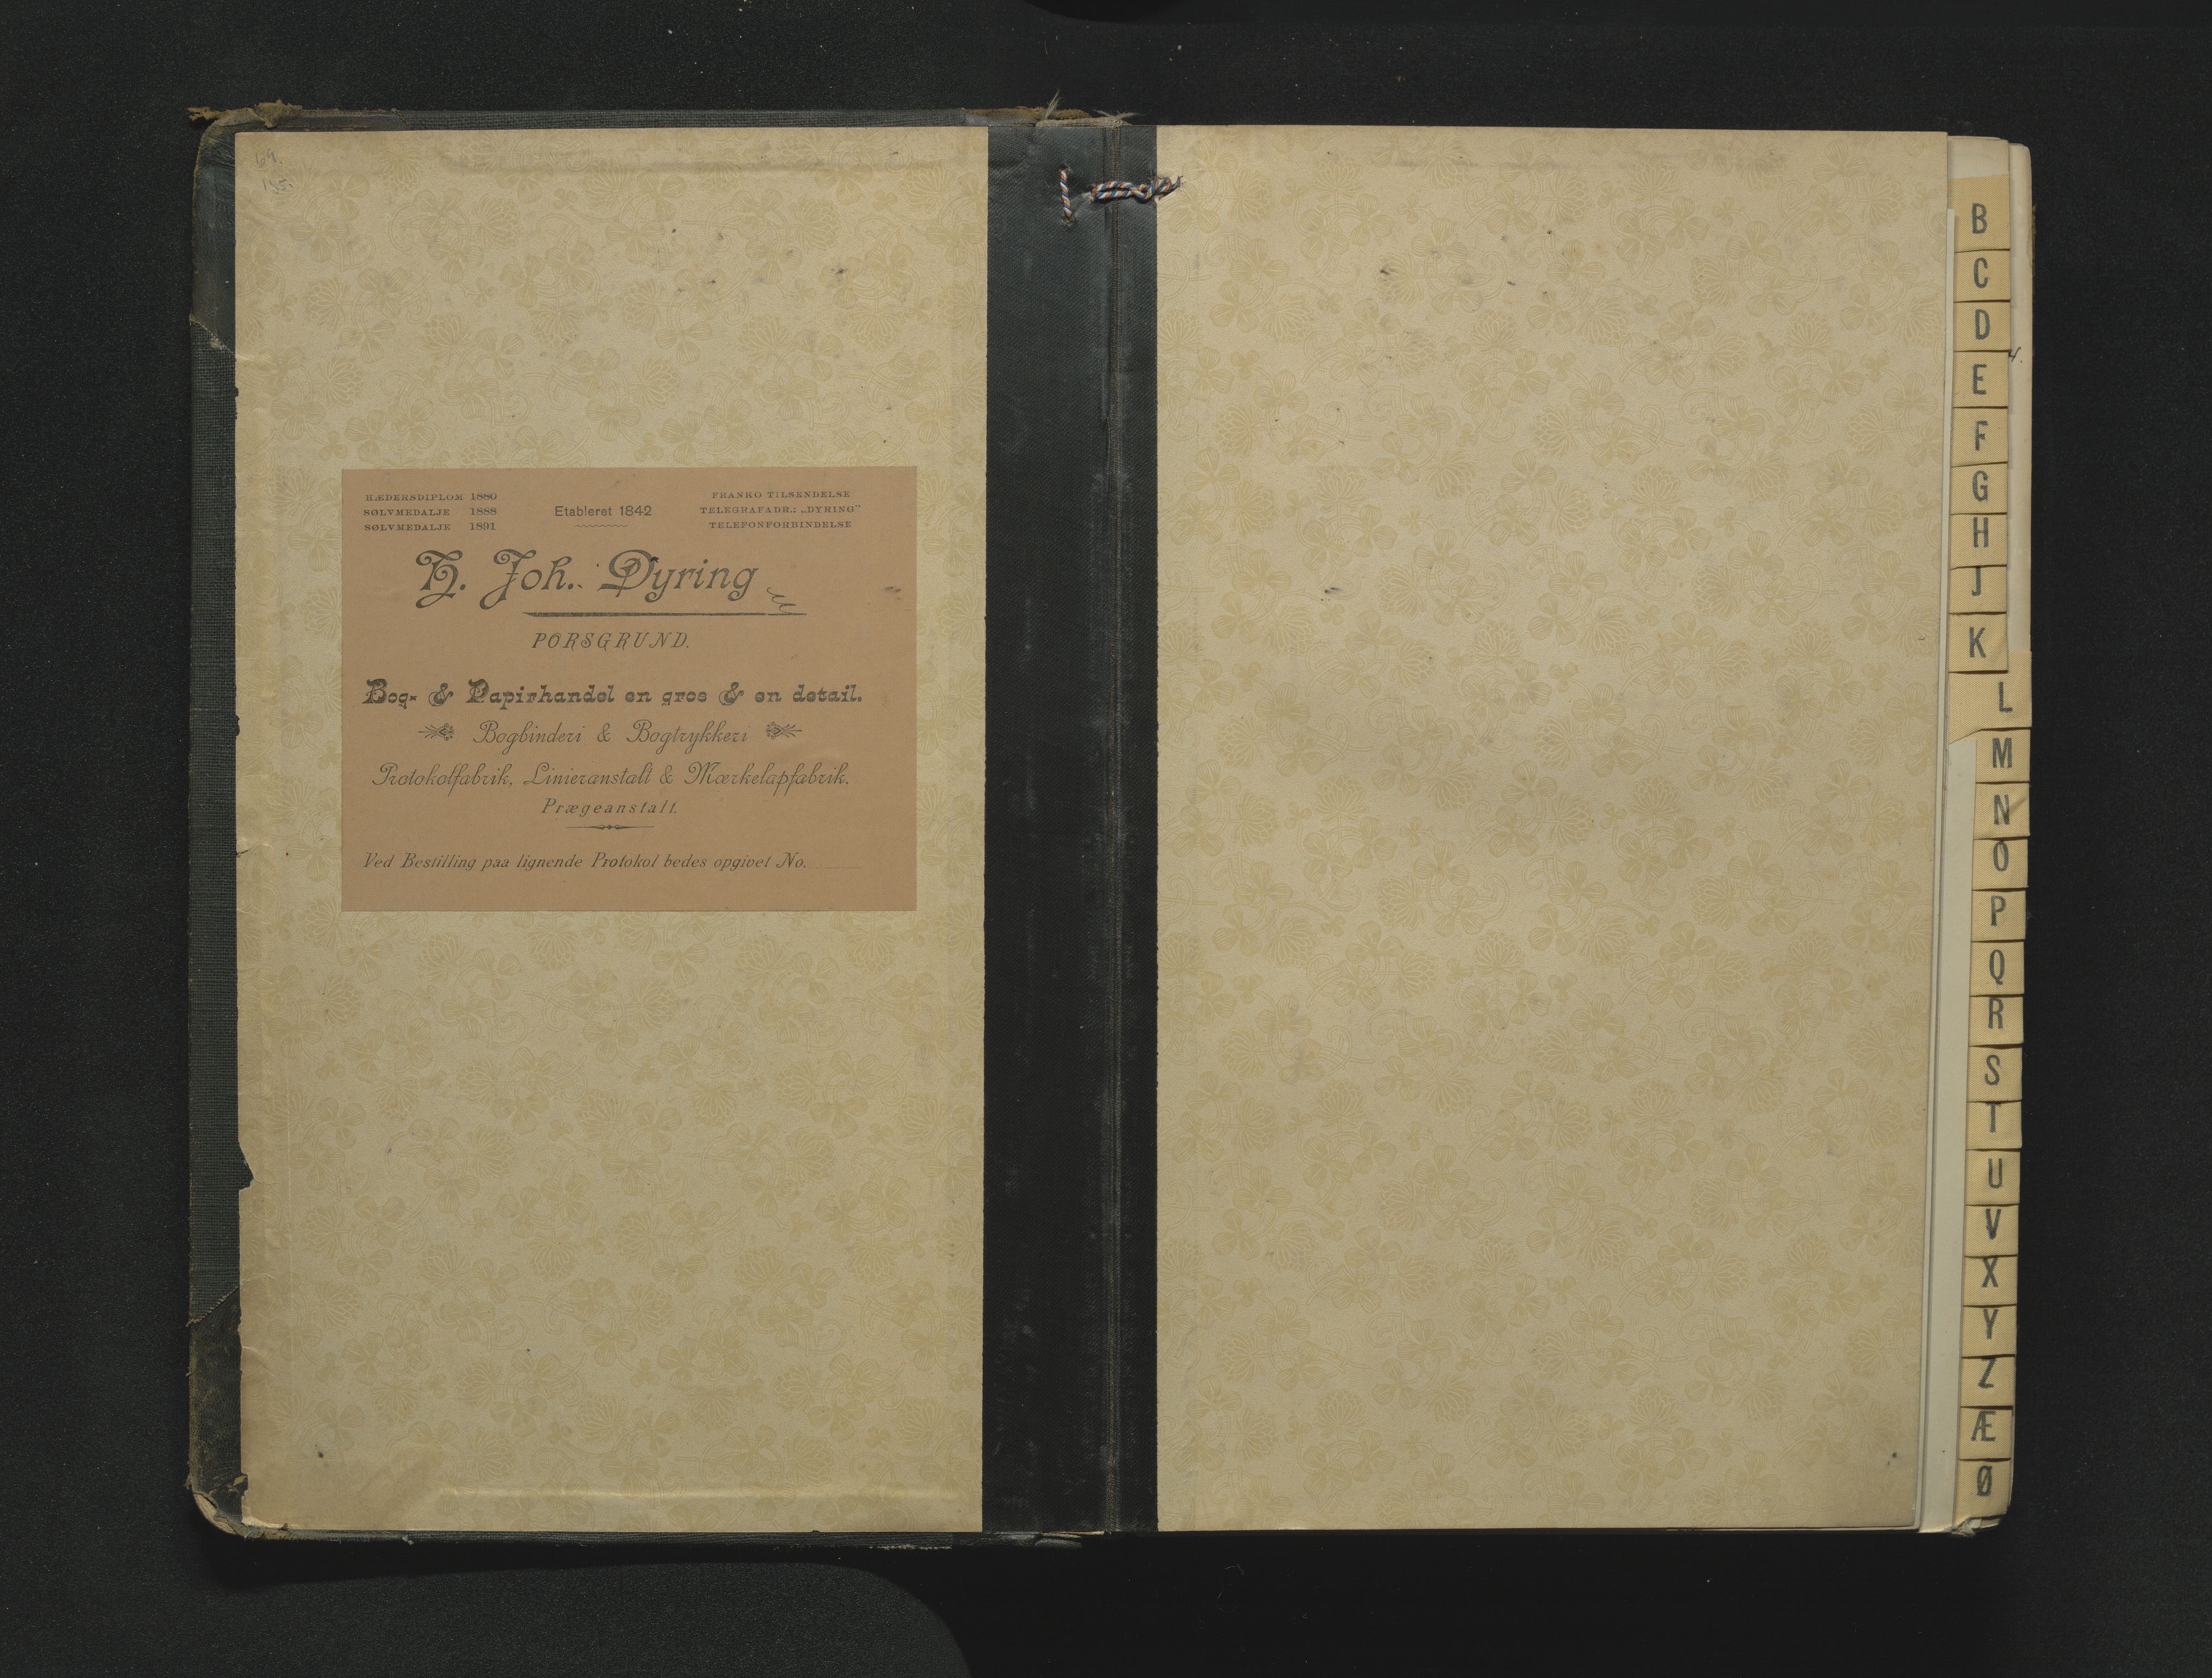 69.
HÆDERSDIPLOM 1880
SØLVMEDALJE 1888
SØLVMEDALJE 1891
Etableret 1842
FRANKO TILSENDELSE
TELEGRAFADR.: „DYRING"
TELEFONFORBINDELSE
H. Joh. Dyring
PORSGRUND.
Bog- & Papirhandel en gros & en detail.
Bogbinderi & Bogtrykkeri
Protokolfabrik, Linieranstalt & Mærkelapfabrik.
Prægeanstalt.
Ved Bestilling paa lignende Protokol bedes opgivet No.
B
C
D
E
F
G
H
J
K
L
M
N
O
P
Q
R
S
T
U
V
X
Y
Z
Æ
Ø